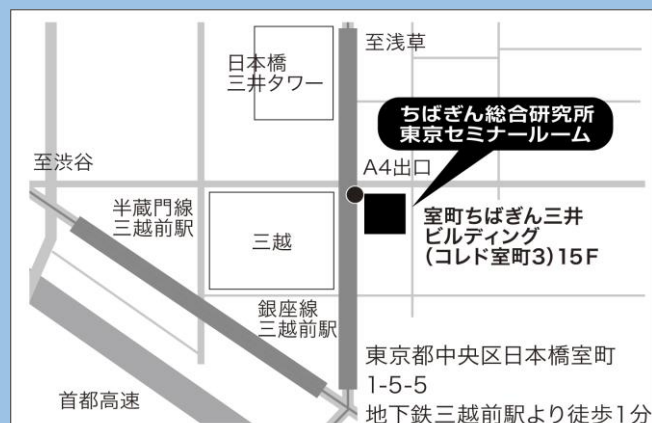 至浅草
日本橋
三井タワー
ちばぎん総合研究所
東京セミナールーム
至渋谷
A4出口
半蔵門線
三越前駅
三越
室町ちばぎん三井
ビルディング
(コレド室町3)15F
銀座線
三越前駅
首都高速
東京都中央区日本橋室町
1-5-5
地下鉄三越前駅より徒歩1分